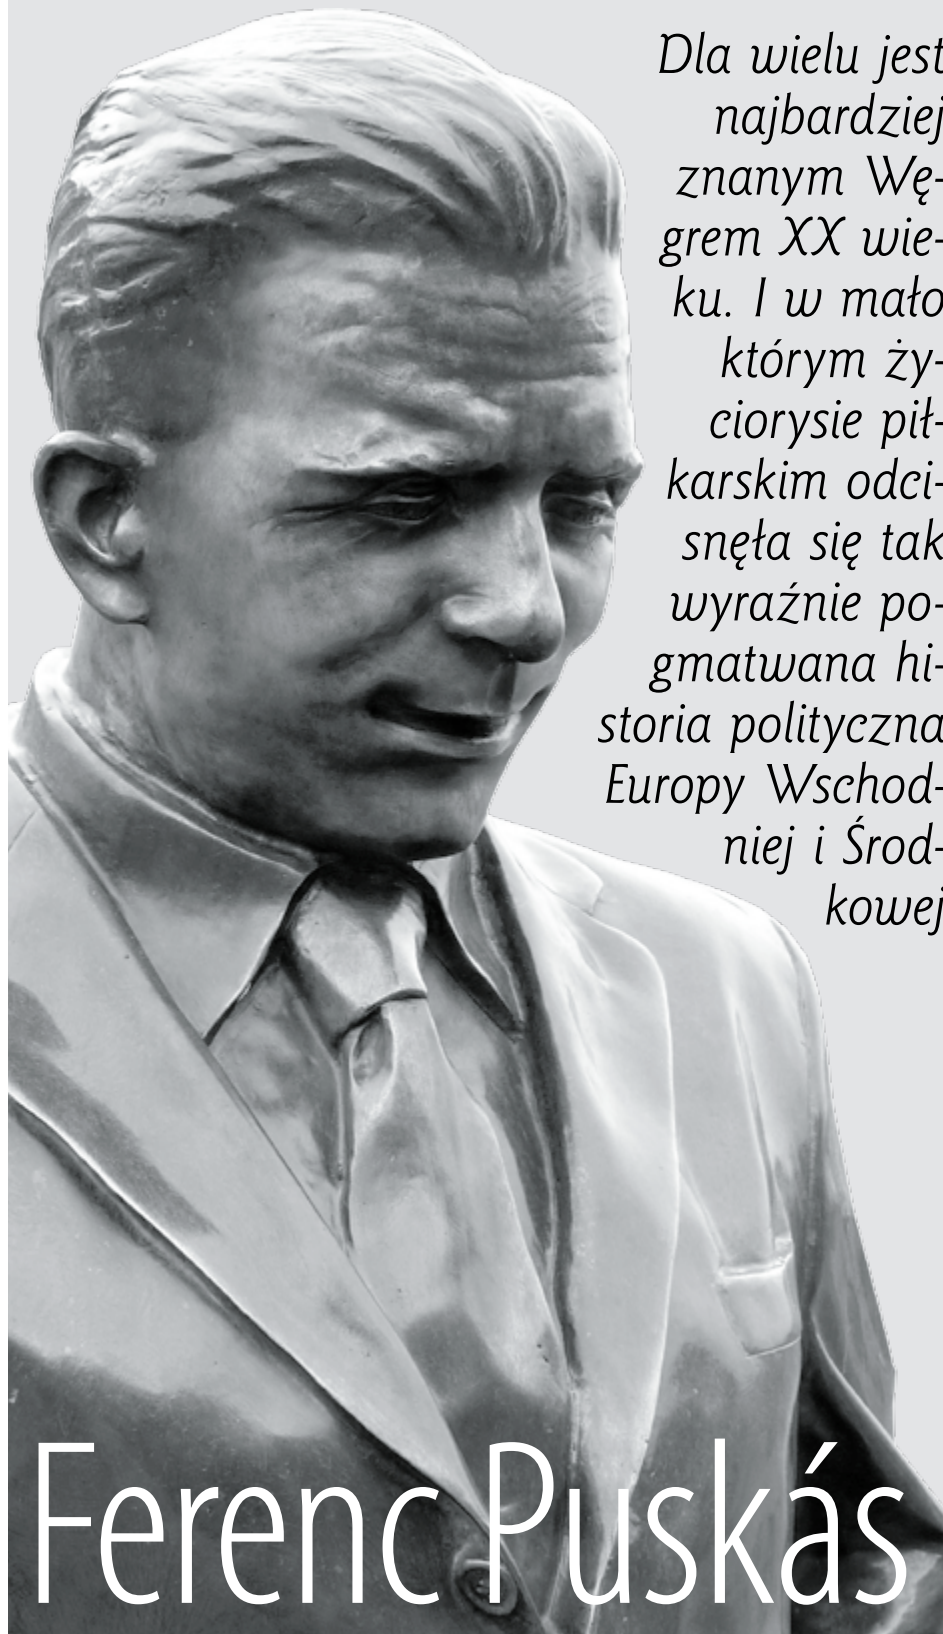 Dla wielu jest
najbardziej
znanym Wę-
grem XX wie-
ku. I w mało
którym ży-
ciorysie pił-
karskim odci-
snęła się tak
wyraźnie po-
gmatwana hi-
storia polityczna
Europy Wschod-
niej i Środ-
kowej
Ferenc Puskás